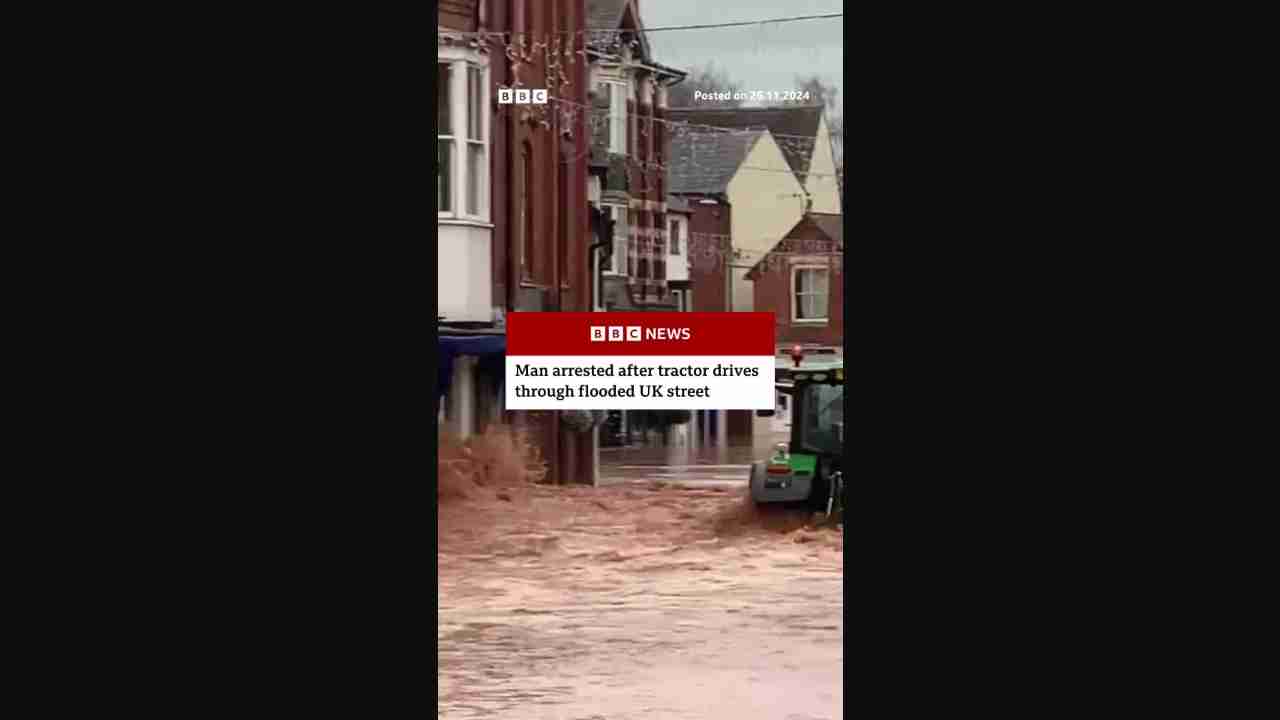 BBC
Posted on 26.11.2024
BBC NEWS
Man arrested after tractor drives
through flooded UK street